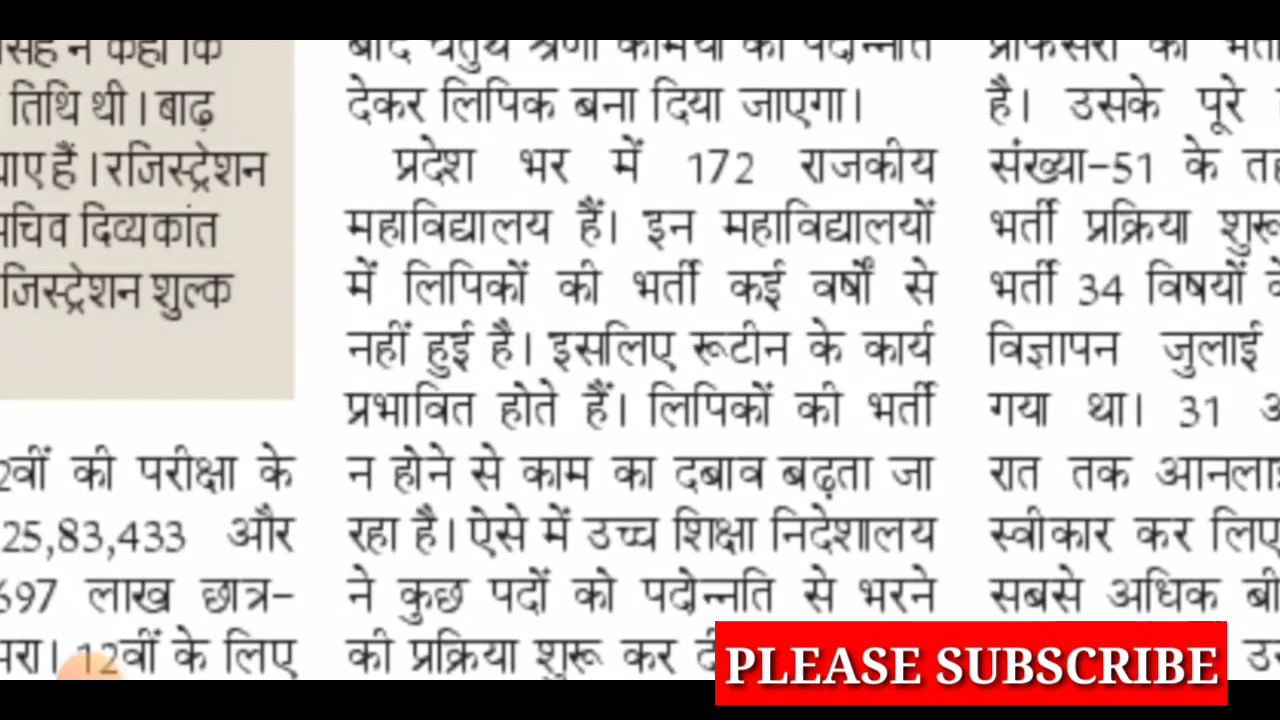 तिथि थी। बाढ़
हैं। रजिस्ट्रेशन
दिव्यकांत
शुल्क
2वीं की परीक्षा के
25,83,433 और
697 लाख छात्र-
12वीं के लिए
देकर लिपिक बना दिया जाएगा।
प्रदेश भर में 172 राजकीय
महाविद्यालय हैं। इन महाविद्यालयों
में लिपिकों की भर्ती कई वर्षों से
नहीं हुई है। इसलिए रूटीन के कार्य
प्रभावित होते हैं। लिपिकों की भर्ती
न होने से काम का दबाव बढ़ता जा
रहा है। ऐसे में उच्च शिक्षा निदेशालय
ने कुछ पदों को पदोन्नति से भरने
की प्रक्रिया शुरू कर
है। उसके पूरे
संख्या-51 के
भर्ती प्रक्रिया शुरू
भर्ती 34 विषयों
विज्ञापन जुलाई
गया था। 31
रात तक
स्वीकार कर लिए
सबसे अधिक
PLEASE SUBSCRIBE